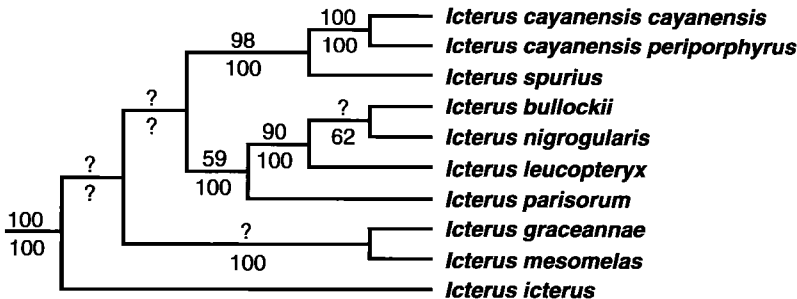 100 Icterus cayanensis cayanensis
98 100 Icterus cayanensis periporphyrus
100 Icterus spurius
? ? Icterus bullockii
? 90 62 Icterus nigrogularis
? 59 100 Icterus leucopteryx
? 100 Icterus parisorum
100 ? Icterus graceannae
100 100 Icterus mesomelas
Icterus icterus